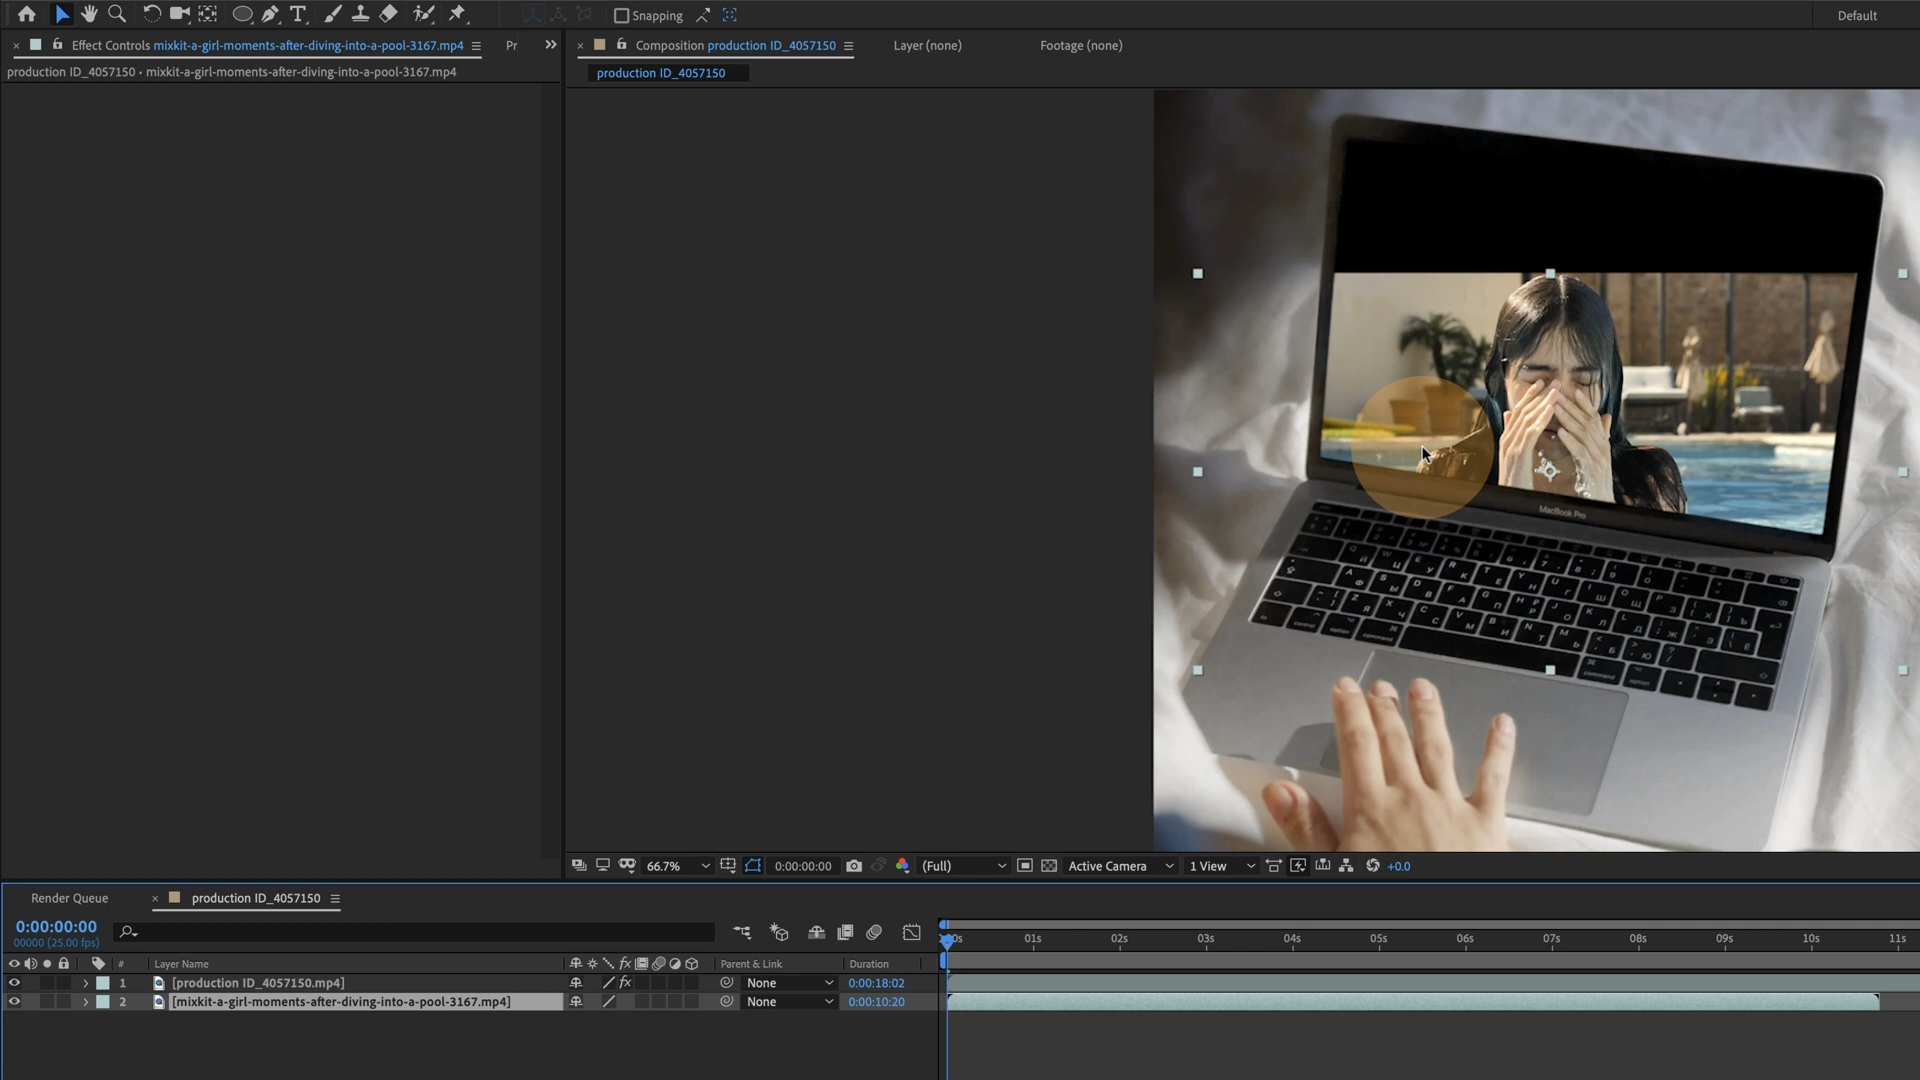 Snapping
Default
Effect Controls mixkit-a-girl-moments-after-diving-into-a-pool-3167.mp4
Pr
Composition production ID_4057150
Layer (none)
Footage (none)
production ID_4057150 • mixkit-a-girl-moments-after-diving-into-a-pool-3167.mp4
production ID_4057150
MacBook Pro
66.7%
0:00:00:00
(Full)
Active Camera
1 View
+0.0
Render Queue
production ID_4057150
0:00:00:00
00000 (25.00 fps)
01s 02s 03s 04s 05s 06s 07s 08s 09s 10s 11s
# Layer Name
fx
Parent & Link
Duration
1 [production ID_4057150.mp4] fx None 0:00:18:02
2 [mixkit-a-girl-moments-after-diving-into-a-pool-3167.mp4] None 0:00:10:20